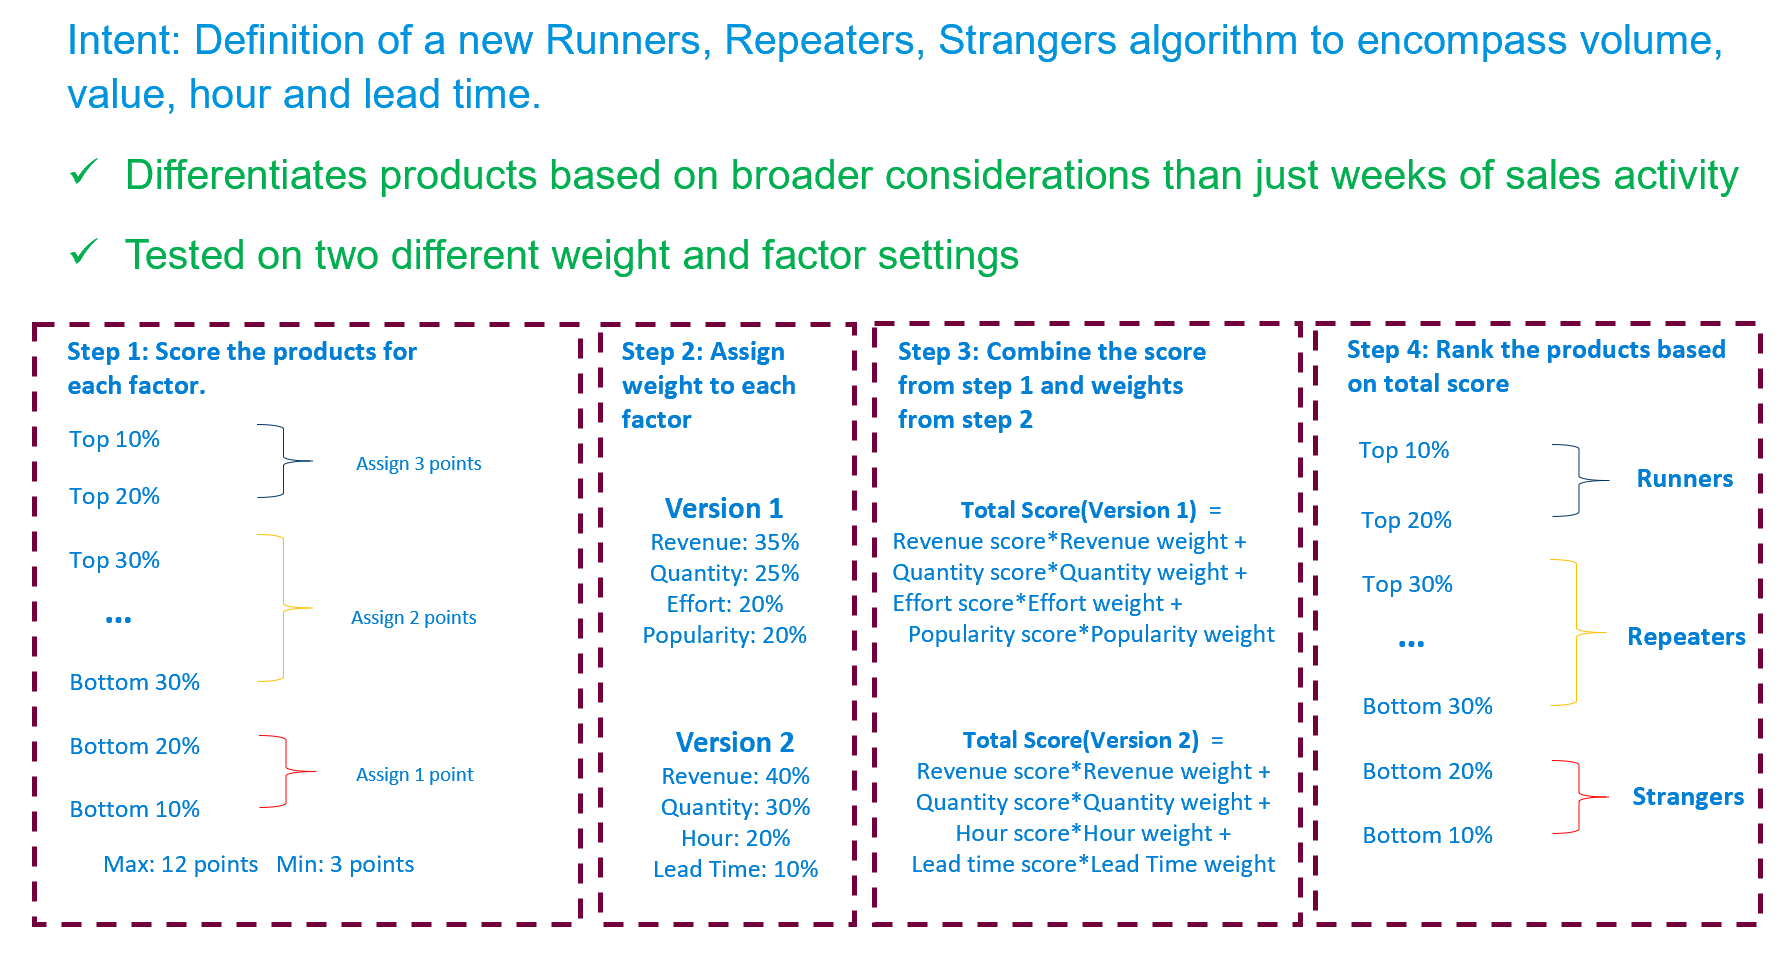 Intent: Definition of a new Runners, Repeaters, Strangers algorithm to encompass volume,
value, hour and lead time.
✓ Differentiates products based on broader considerations than just weeks of sales activity
✓ Tested on two different weight and factor settings
Step 1: Score the products for
each factor.
Top 10%
Top 20%
Assign 3 points
Top 30%
...
Bottom 30%
Assign 2 points
Bottom 20%
Bottom 10%
Assign 1 point
Max: 12 points Min: 3 points
Step 2: Assign
weight to each
factor
Version 1
Revenue: 35%
Quantity: 25%
Effort: 20%
Popularity: 20%
Version 2
Revenue: 40%
Quantity: 30%
Hour: 20%
Lead Time: 10%
Step 3: Combine the score
from step 1 and weights
from step 2
Total Score(Version 1) =
Revenue score*Revenue weight +
Quantity score*Quantity weight +
Effort score*Effort weight +
Popularity score*Popularity weight
Total Score(Version 2) =
Revenue score*Revenue weight +
Quantity score*Quantity weight +
Hour score*Hour weight +
Lead time score*Lead Time weight
Step 4: Rank the products based
on total score
Top 10%
Top 20%
Runners
Top 30%
...
Bottom 30%
Repeaters
Bottom 20%
Bottom 10%
Strangers